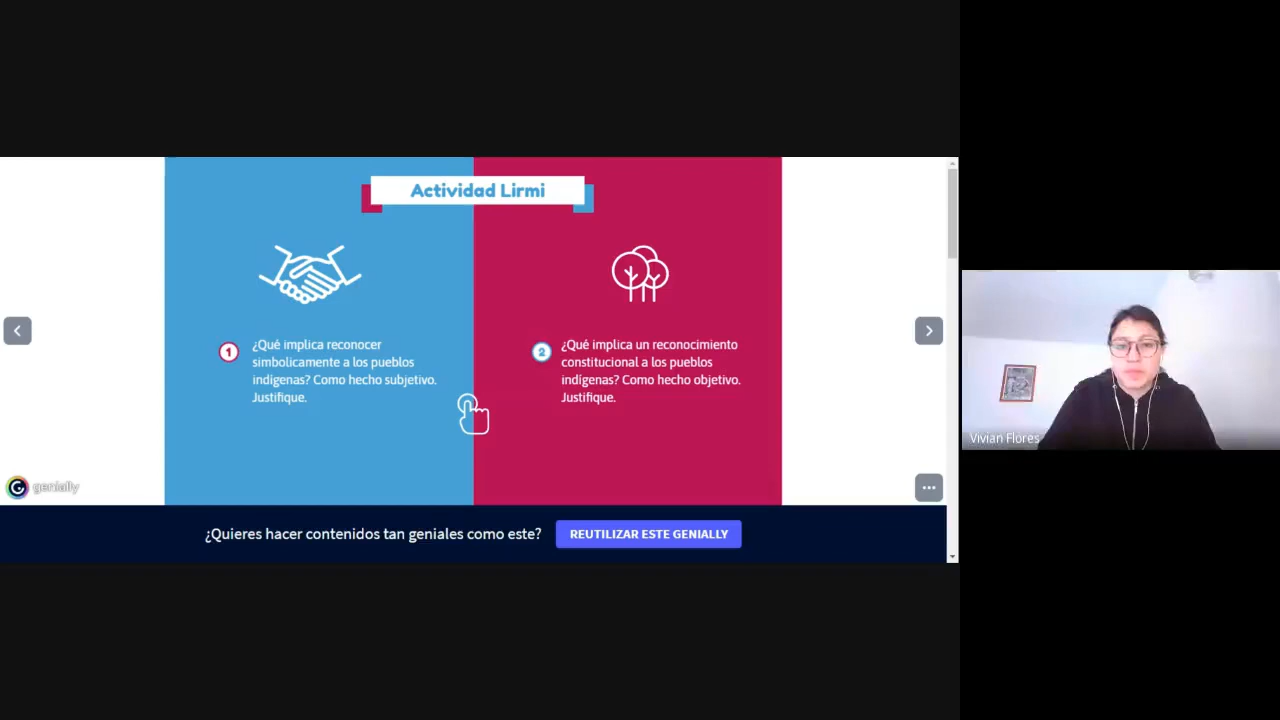 Actividad Lirmi
1
¿Qué implica reconocer
simbolicamente a los pueblos
indígenas? Como hecho subjetivo.
Justifique.
2
¿Qué implica un reconocimiento
constitucional a los pueblos
indígenas? Como hecho objetivo.
Justifique.
genially
¿Quieres hacer contenidos tan geniales como este?
REUTILIZAR ESTE GENIALLY
Vivian Flores